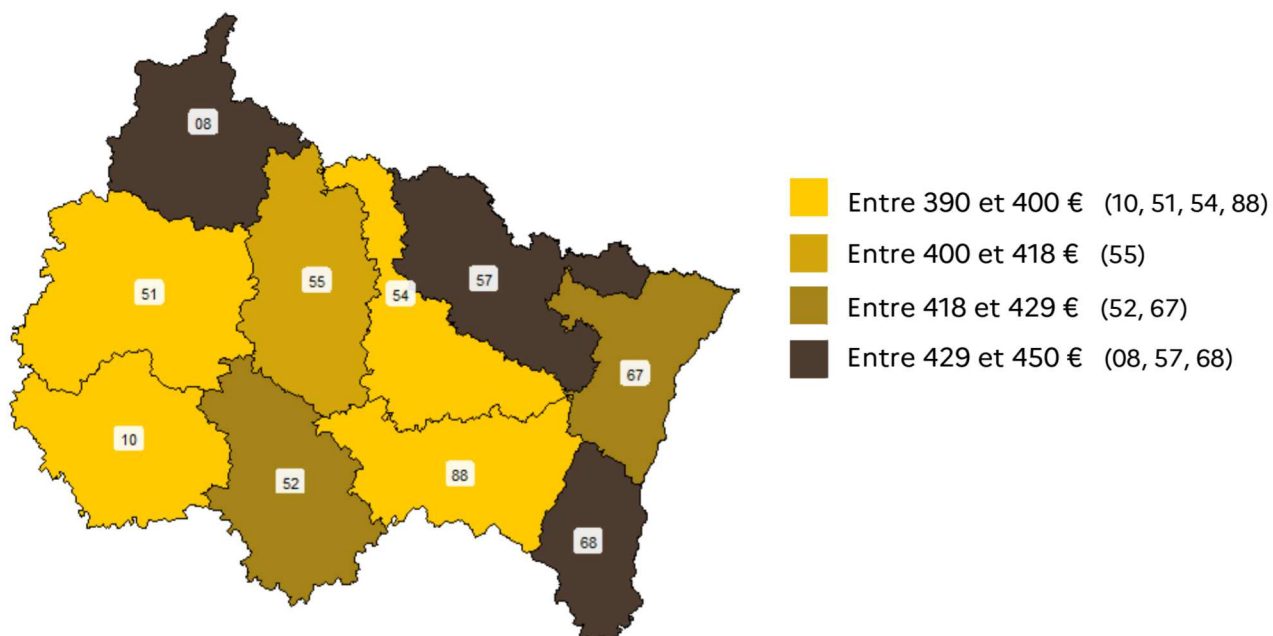 08
55
57
51
54
67
10
88
52
68
Entre 390 et 400 € (10, 51, 54, 88)
Entre 400 et 418 € (55)
Entre 418 et 429 € (52, 67)
Entre 429 et 450 € (08, 57, 68)